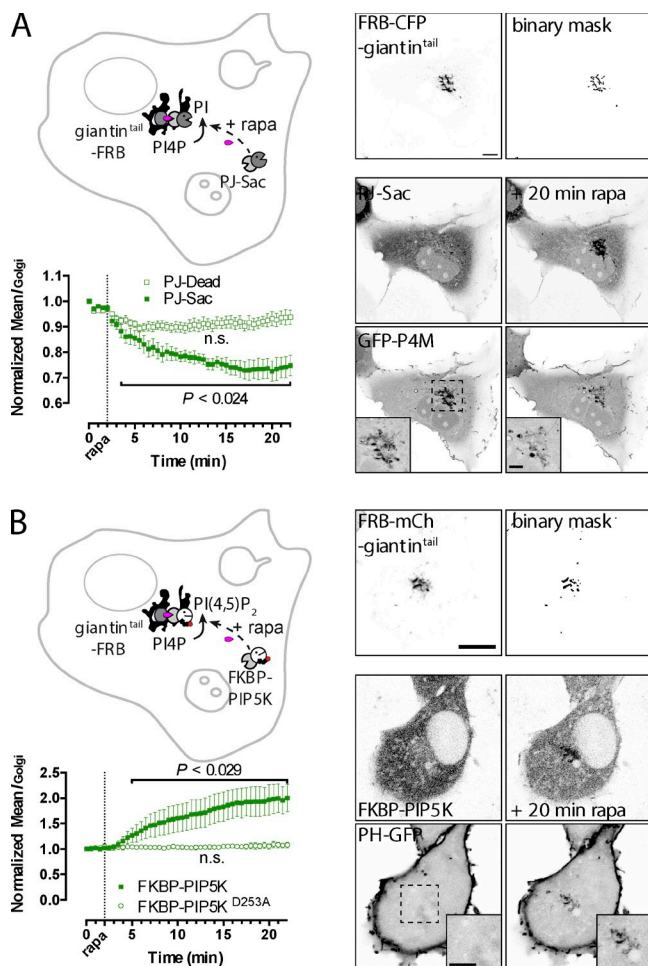 A
giantin^tail
-FRB
PI
PI4P
+ rapa
PJ-Sac
Normalized Mean/Golgi
1.1
1.0
0.9
0.8
0.7
0.6
PJ-Dead
PJ-Sac
n.s.
P < 0.024
0
5
10
15
20
rapa
Time (min)
FRB-CFP
-giantin^tail
binary mask
PJ-Sac
+ 20 min rapa
GFP-P4M
B
giantin^tail
-FRB
PI(4,5)P₂
PI4P
+ rapa
FKBP-
PIP5K
Normalized Mean/Golgi
2.5
2.0
1.5
1.0
0.5
0.0
P < 0.029
n.s.
FKBP-PIP5K
FKBP-PIP5K^D253A
0
5
10
15
20
rapa
Time (min)
FRB-mCh
-giantin^tail
binary mask
FKBP-PIP5K
+ 20 min rapa
PH-GFP